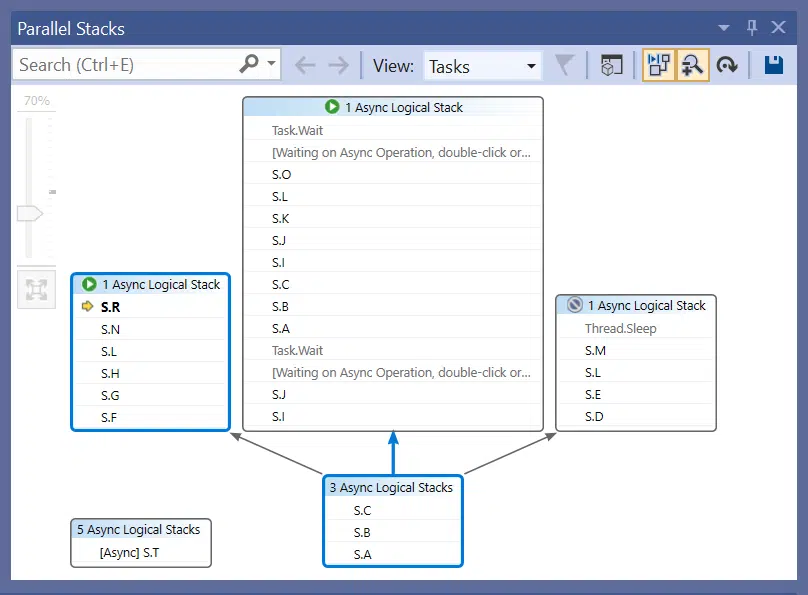 Parallel Stacks
Search (Ctrl+E)
View:
Tasks
70%
1 Async Logical Stack
Task.Wait
[Waiting on Async Operation, double-click or...
S.O
S.L
S.K
S.J
S.I
S.C
S.B
S.A
Task.Wait
[Waiting on Async Operation, double-click or...
S.J
S.I
1 Async Logical Stack
S.R
S.N
S.L
S.H
S.G
S.F
1 Async Logical Stack
Thread.Sleep
S.M
S.L
S.E
S.D
3 Async Logical Stacks
S.C
S.B
S.A
5 Async Logical Stacks
[Async] S.T